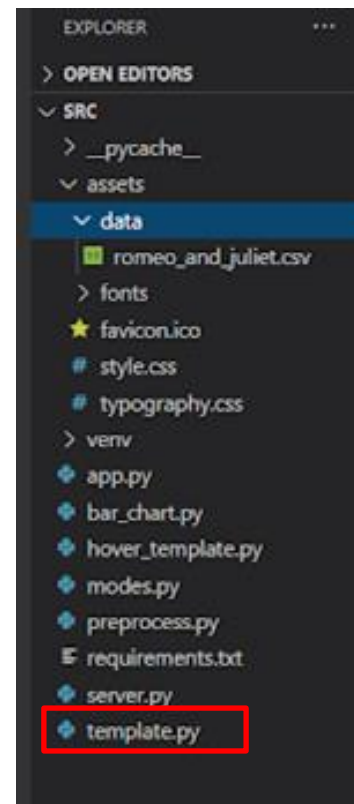 EXPLORER ...
> OPEN EDITORS
SRC
> __pycache__
assets
data
romeo_and_juliet.csv
> fonts
favicon.ico
# style.css
# typography.css
> venv
app.py
bar_chart.py
hover_template.py
modes.py
preprocess.py
requirements.txt
server.py
template.py